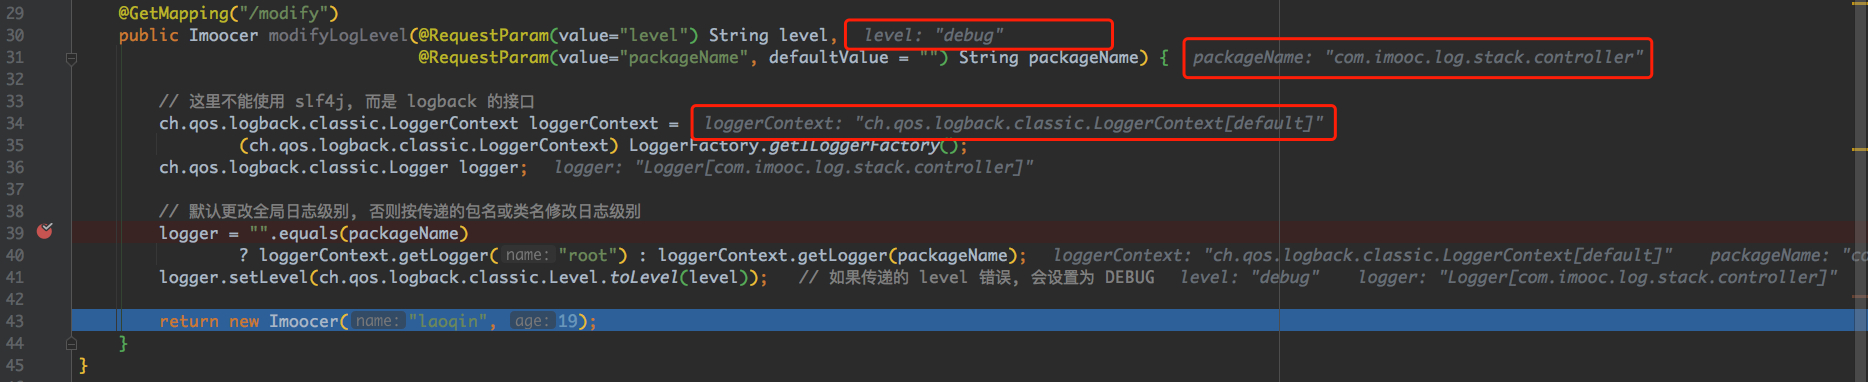 29 @GetMapping("/modify")
30 public Imoocer modifyLogLevel(@RequestParam(value="level") String level, level: "debug"
31 @RequestParam(value="packageName", defaultValue = "") String packageName) { packageName: "com.imooc.log.stack.controller"
32
33 // 这里不能使用 slf4j, 而是 logback 的接口
34 ch.qos.logback.classic.LoggerContext loggerContext = loggerContext: "ch.qos.logback.classic.LoggerContext[default]"
35 (ch.qos.logback.classic.LoggerContext) LoggerFactory.getILoggerFactory();
36 ch.qos.logback.classic.Logger logger; logger: "Logger[com.imooc.log.stack.controller]"
37
38 // 默认更改全局日志级别, 否则按传递的包名或类名修改日志级别
39 logger = "".equals(packageName)
40 ? loggerContext.getLogger( name: "root") : loggerContext.getLogger(packageName); loggerContext: "ch.qos.logback.classic.LoggerContext[default]" packageName: "co
41 logger.setLevel(ch.qos.logback.classic.Level.toLevel(level)); // 如果传递的 level 错误, 会设置为 DEBUG level: "debug" logger: "Logger[com.imooc.log.stack.controller]"
42
43 return new Imoocer( name: "laoqin", age: 19);
44 }
45 }